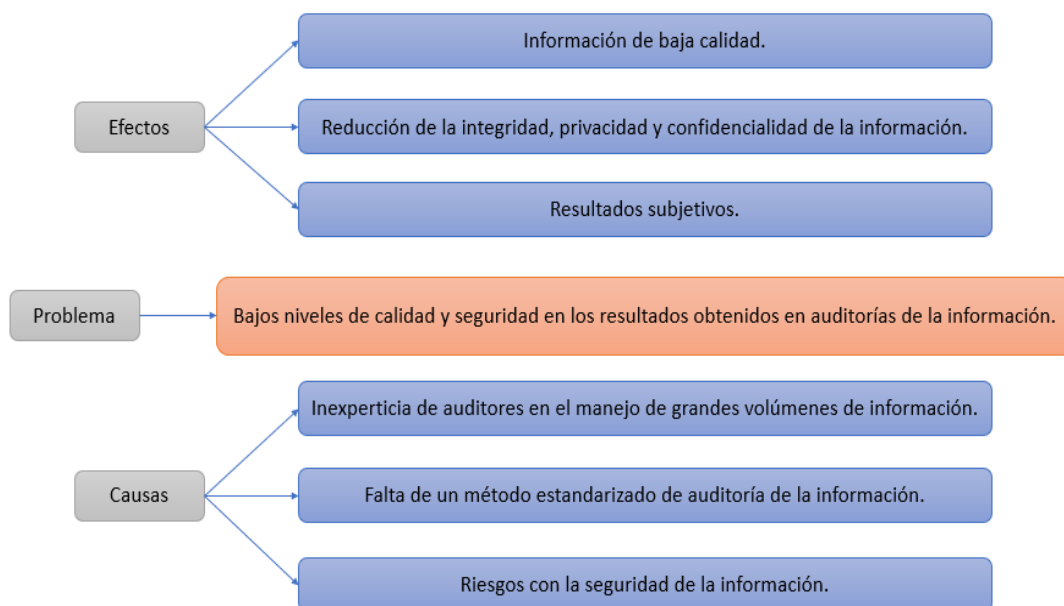 Información de baja calidad.
Efectos
Reducción de la integridad, privacidad y confidencialidad de la información.
Resultados subjetivos.
Problema
Bajos niveles de calidad y seguridad en los resultados obtenidos en auditorías de la información.
Inexperticia de auditores en el manejo de grandes volúmenes de información.
Causas
Falta de un método estandarizado de auditoría de la información.
Riesgos con la seguridad de la información.